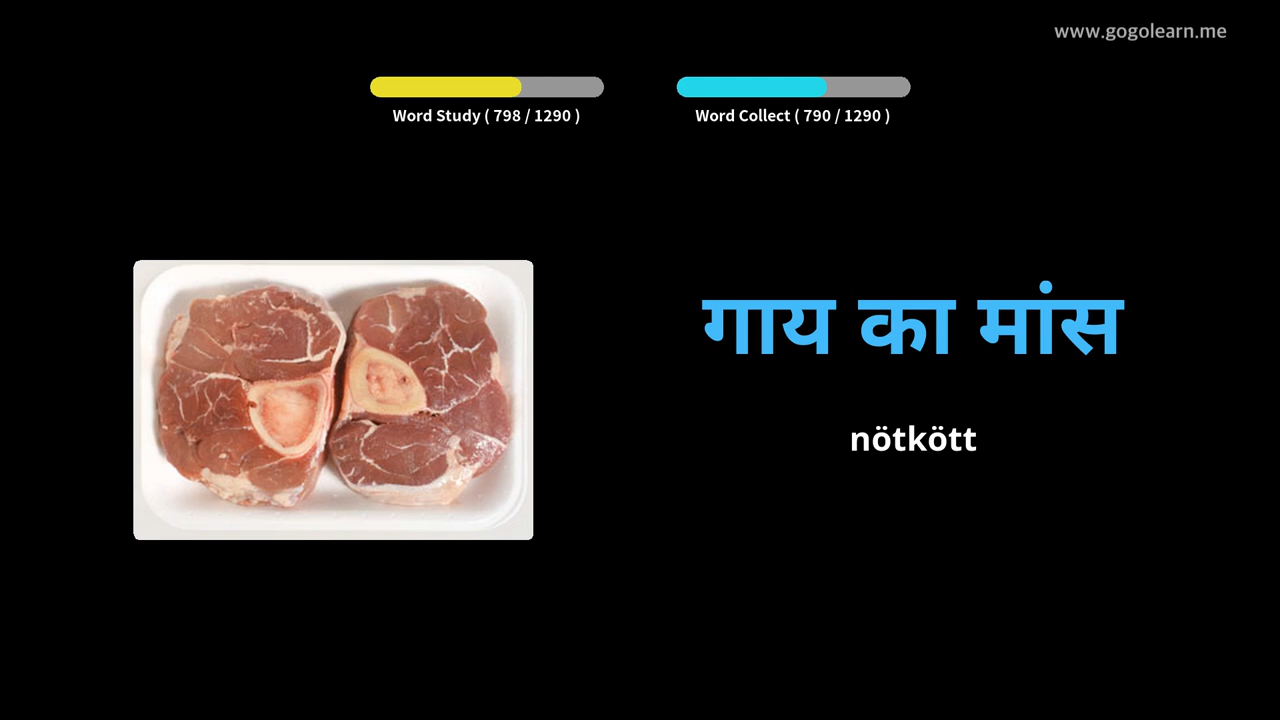 www.gogolearn.me
Word Study ( 798 / 1290 )
Word Collect ( 790 / 1290 )
गाय का मांस
nötkött